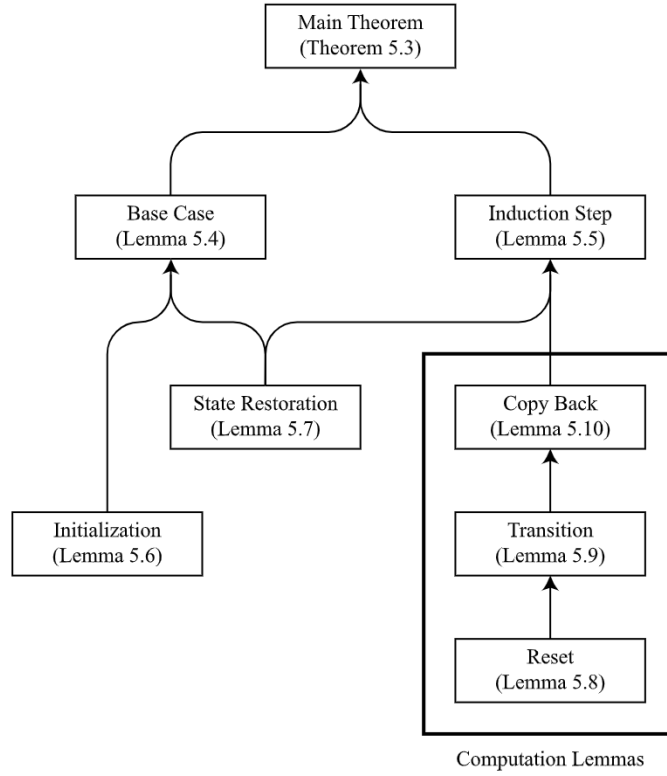 Main Theorem
(Theorem 5.3)
Base Case
(Lemma 5.4)
Induction Step
(Lemma 5.5)
State Restoration
(Lemma 5.7)
Copy Back
(Lemma 5.10)
Initialization
(Lemma 5.6)
Transition
(Lemma 5.9)
Reset
(Lemma 5.8)
Computation Lemmas